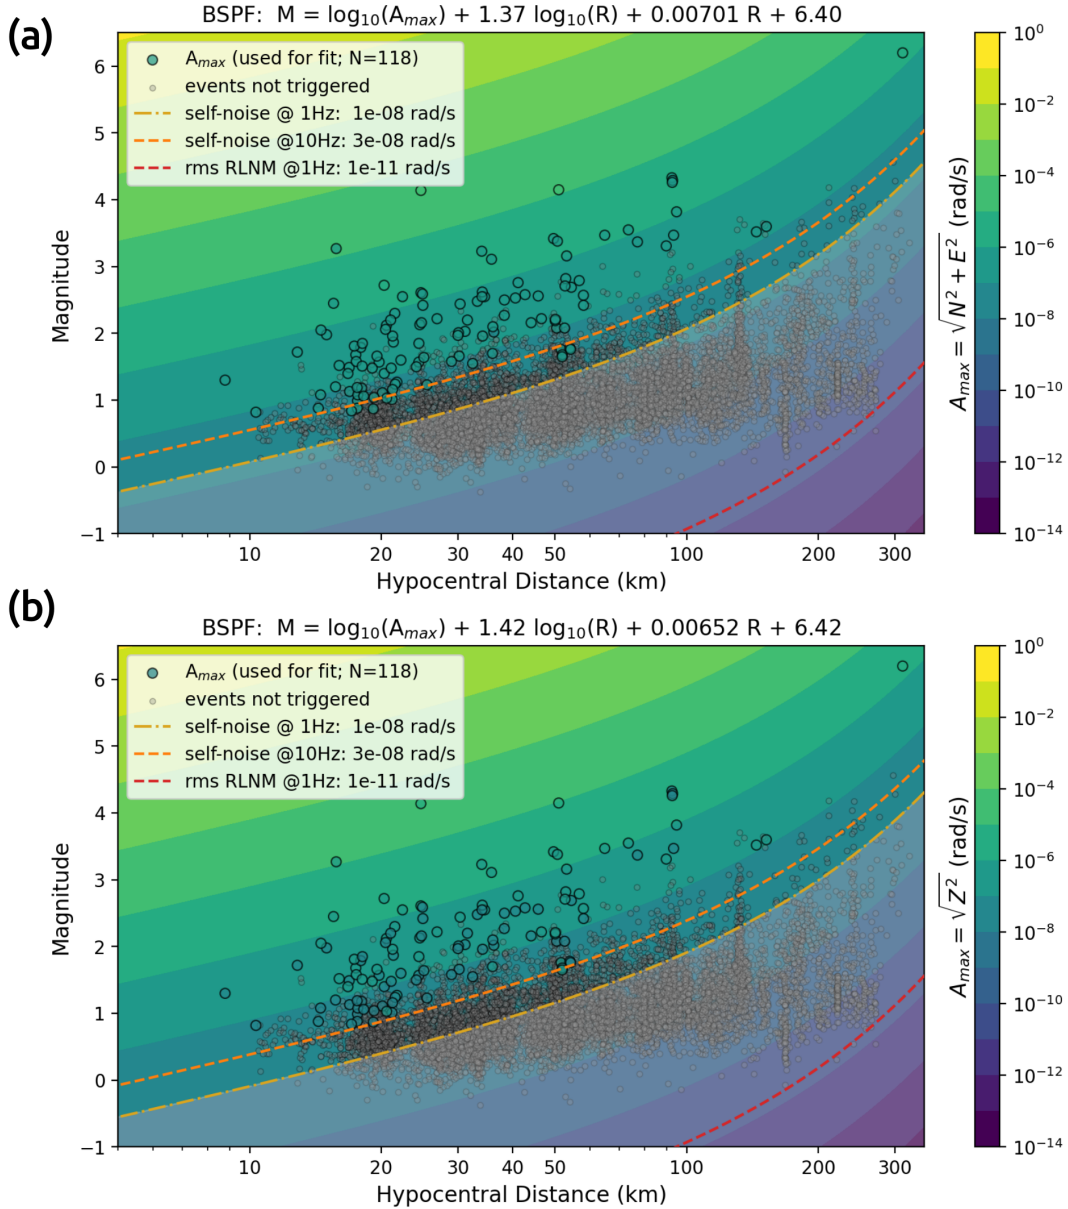 (a)
BSPF: M = log₁₀(Aₘₐₓ) + 1.37 log₁₀(R) + 0.00701 R + 6.40
Aₘₐₓ (used for fit; N=118)
events not triggered
self-noise @ 1Hz: 1e-08 rad/s
self-noise @10Hz: 3e-08 rad/s
rms RLNM @1Hz: 1e-11 rad/s
6
5
4
3
2
1
0
−1
Magnitude
10
20
30
40
50
100
200
300
Hypocentral Distance (km)
10⁰
10⁻²
10⁻⁴
10⁻⁶
10⁻⁸
10⁻¹⁰
10⁻¹²
10⁻¹⁴
Aₘₐₓ = √N² + E² (rad/s)
(b)
BSPF: M = log₁₀(Aₘₐₓ) + 1.42 log₁₀(R) + 0.00652 R + 6.42
Aₘₐₓ (used for fit; N=118)
events not triggered
self-noise @ 1Hz: 1e-08 rad/s
self-noise @10Hz: 3e-08 rad/s
rms RLNM @1Hz: 1e-11 rad/s
6
5
4
3
2
1
0
−1
Magnitude
10
20
30
40
50
100
200
300
Hypocentral Distance (km)
10⁰
10⁻²
10⁻⁴
10⁻⁶
10⁻⁸
10⁻¹⁰
10⁻¹²
10⁻¹⁴
Aₘₐₓ = √Z² (rad/s)